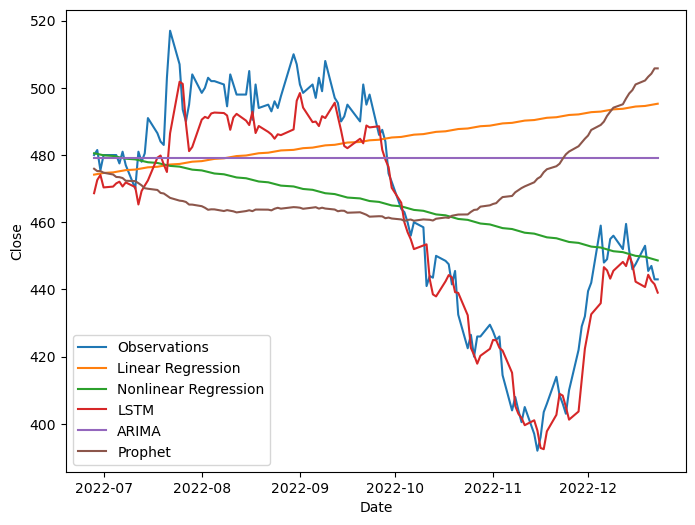 520
500
480
460
440
420
400
Close
Observations
Linear Regression
Nonlinear Regression
LSTM
ARIMA
Prophet
2022-07 2022-08 2022-09 2022-10 2022-11 2022-12
Date